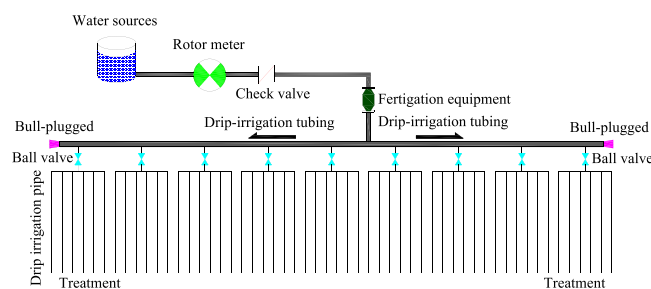 Water sources
Rotor meter
Check valve
Fertigation equipment
Drip-irrigation tubing
Drip-irrigation tubing
Bull-plugged
Bull-plugged
Ball valve
Ball valve
Drip irrigation pipe
Treatment
Treatment